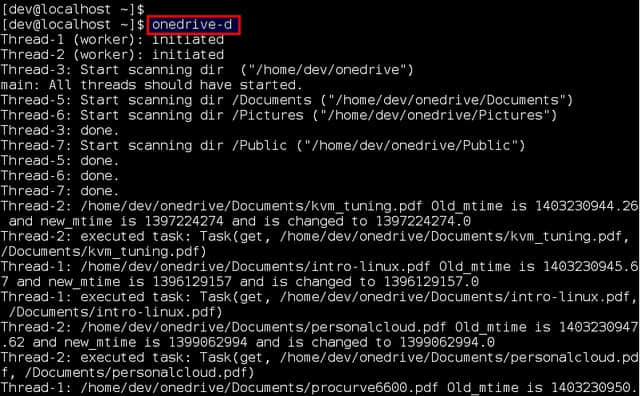 [dev@localhost ~]$
[dev@localhost ~]$ onedrive-d
Thread-1 (worker): initiated
Thread-2 (worker): initiated
Thread-3: Start scanning dir  ("/home/dev/onedrive")
main: All threads should have started.
Thread-5: Start scanning dir /Documents ("/home/dev/onedrive/Documents")
Thread-6: Start scanning dir /Pictures ("/home/dev/onedrive/Pictures")
Thread-3: done.
Thread-7: Start scanning dir /Public ("/home/dev/onedrive/Public")
Thread-5: done.
Thread-6: done.
Thread-7: done.
Thread-2: /home/dev/onedrive/Documents/kvm_tuning.pdf Old_mtime is 1403230944.26
 and new_mtime is 1397224274 and is changed to 1397224274.0
Thread-2: executed task: Task(get, /home/dev/onedrive/Documents/kvm_tuning.pdf,
/Documents/kvm_tuning.pdf)
Thread-1: /home/dev/onedrive/Documents/intro-linux.pdf Old_mtime is 1403230945.6
7 and new_mtime is 1396129157 and is changed to 1396129157.0
Thread-1: executed task: Task(get, /home/dev/onedrive/Documents/intro-linux.pdf,
 /Documents/intro-linux.pdf)
Thread-2: /home/dev/onedrive/Documents/personalcloud.pdf Old_mtime is 1403230947
.62 and new_mtime is 1399062994 and is changed to 1399062994.0
Thread-2: executed task: Task(get, /home/dev/onedrive/Documents/personalcloud.pd
f, /Documents/personalcloud.pdf)
Thread-1: /home/dev/onedrive/Documents/procurve6600.pdf Old_mtime is 1403230950.